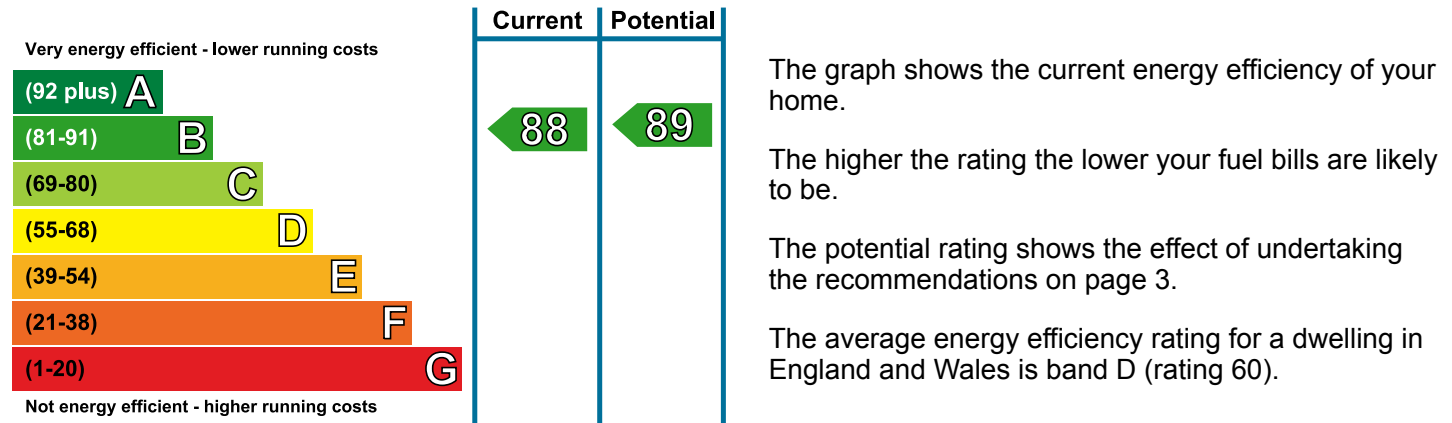 Current Potential
Very energy efficient - lower running costs
(92 plus) A
(81-91) B
(69-80) C
(55-68) D
(39-54) E
(21-38) F
(1-20) G
Not energy efficient - higher running costs
88 89
The graph shows the current energy efficiency of your
home.
The higher the rating the lower your fuel bills are likely
to be.
The potential rating shows the effect of undertaking
the recommendations on page 3.
The average energy efficiency rating for a dwelling in
England and Wales is band D (rating 60).